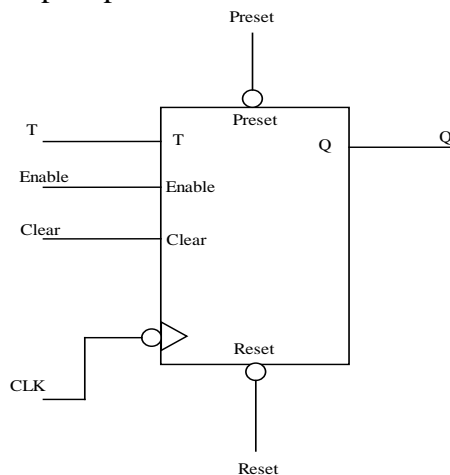 Preset
Preset
T
T
Q
Q
Enable
Enable
Clear
Clear
Reset
CLK
Reset